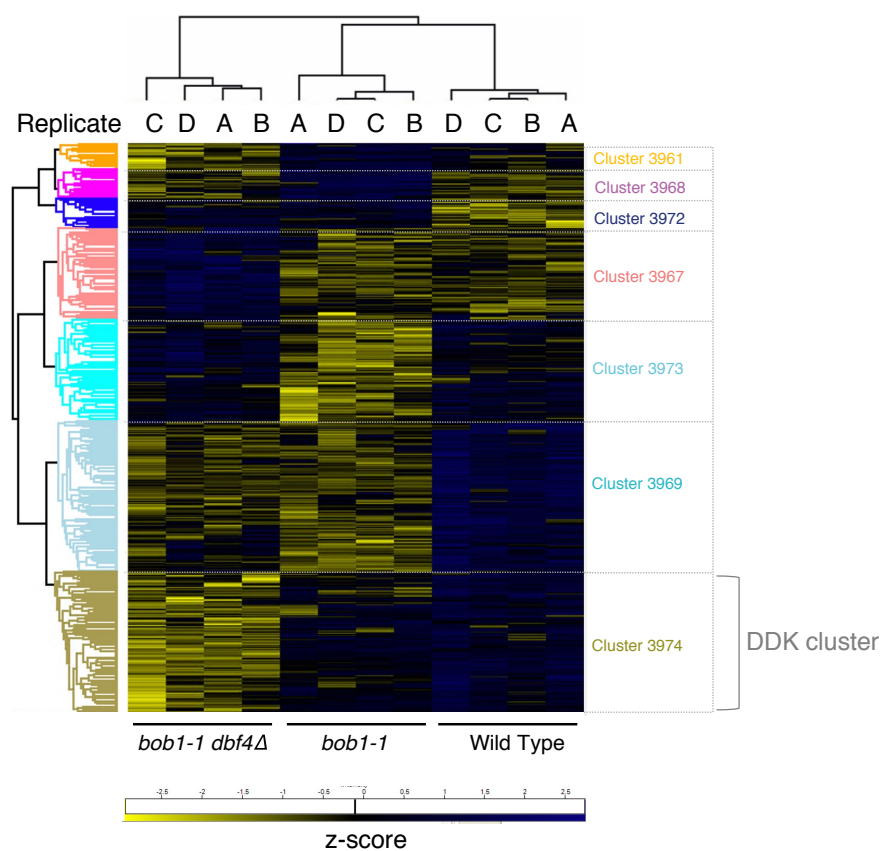 Replicate C D A B A D C B D C B A
Cluster 3961
Cluster 3968
Cluster 3972
Cluster 3967
Cluster 3973
Cluster 3969
Cluster 3974
DDK cluster
bob1-1 dbf4Δ bob1-1 Wild Type
-2.5 -2 -1.5 -1 -0.5 0 0.5 1 1.5 2 2.5
z-score